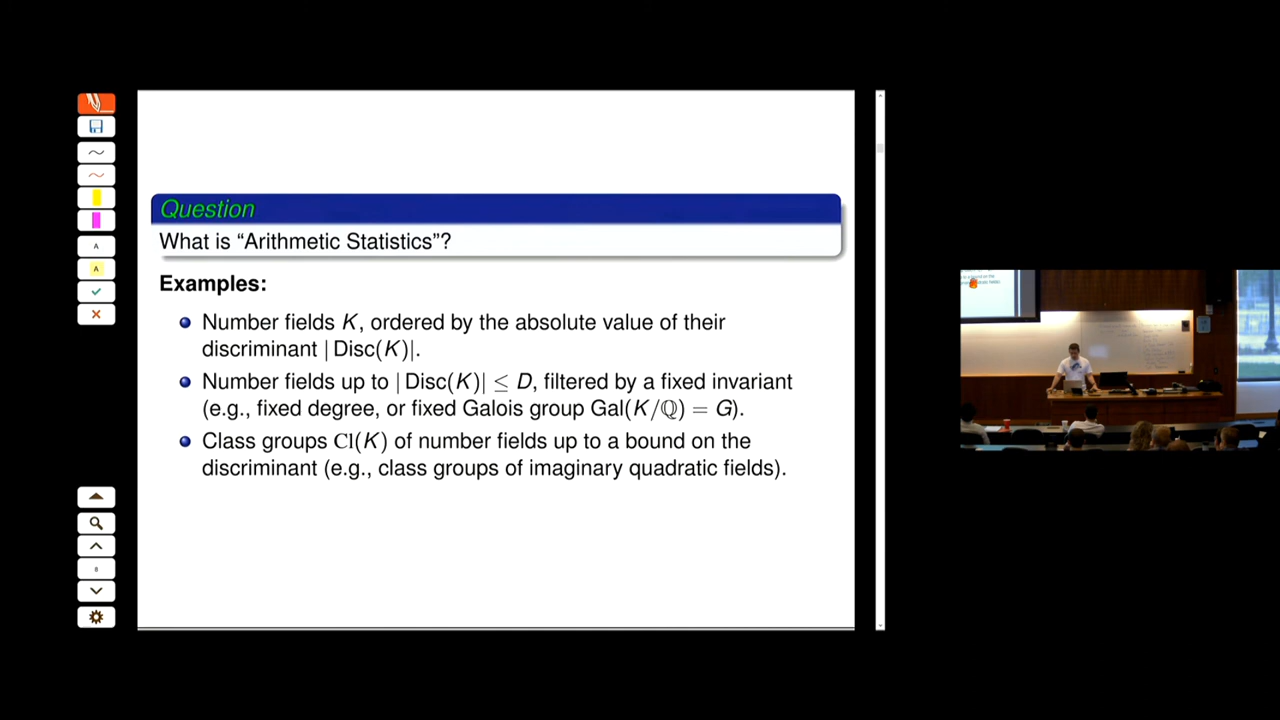 Question
What is “Arithmetic Statistics”?
Examples:
Number fields K, ordered by the absolute value of their
discriminant | Disc(K)|.
Number fields up to | Disc(K)| ≤ D, filtered by a fixed invariant
(e.g., fixed degree, or fixed Galois group Gal(K/ℚ) = G).
Class groups Cl(K) of number fields up to a bound on the
discriminant (e.g., class groups of imaginary quadratic fields).
A
A
8